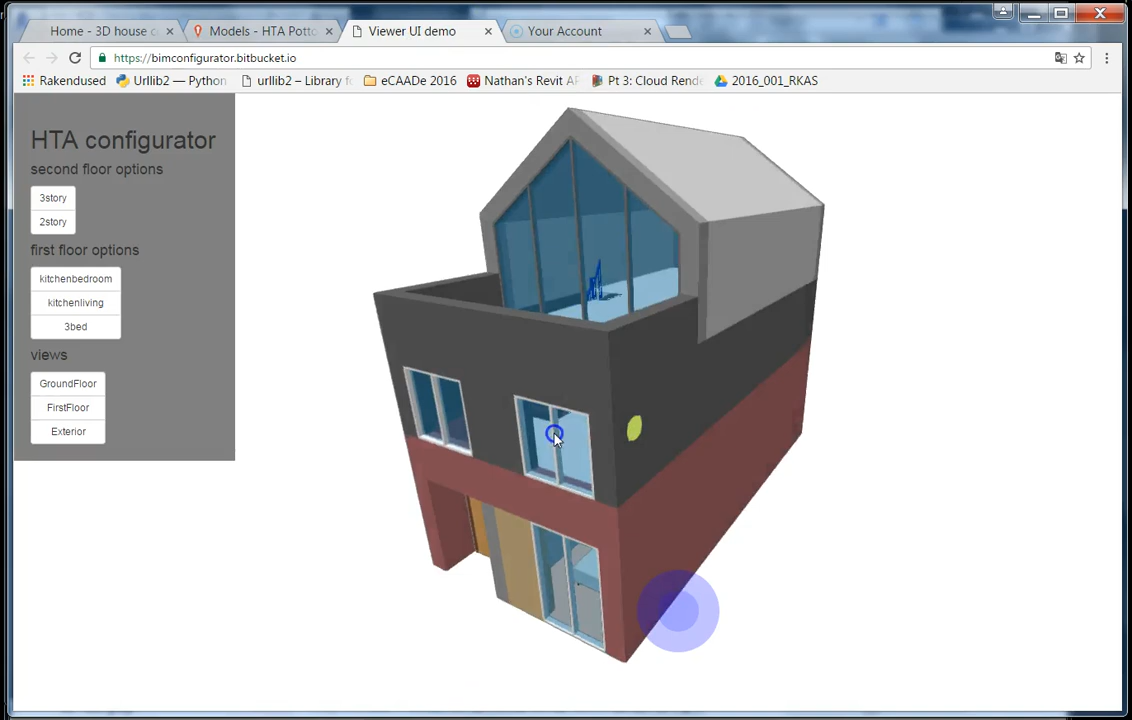 Home - 3D house c
Models - HTA Potto
Viewer UI demo
Your Account
https://bimconfigurator.bitbucket.io
Rakendused
Urllib2 — Python
urllib2 – Library f
eCAADe 2016
Nathan's Revit AP
Pt 3: Cloud Rende
2016_001_RKAS
HTA configurator
second floor options
3story
2story
first floor options
kitchenbedroom
kitchenliving
3bed
views
GroundFloor
FirstFloor
Exterior